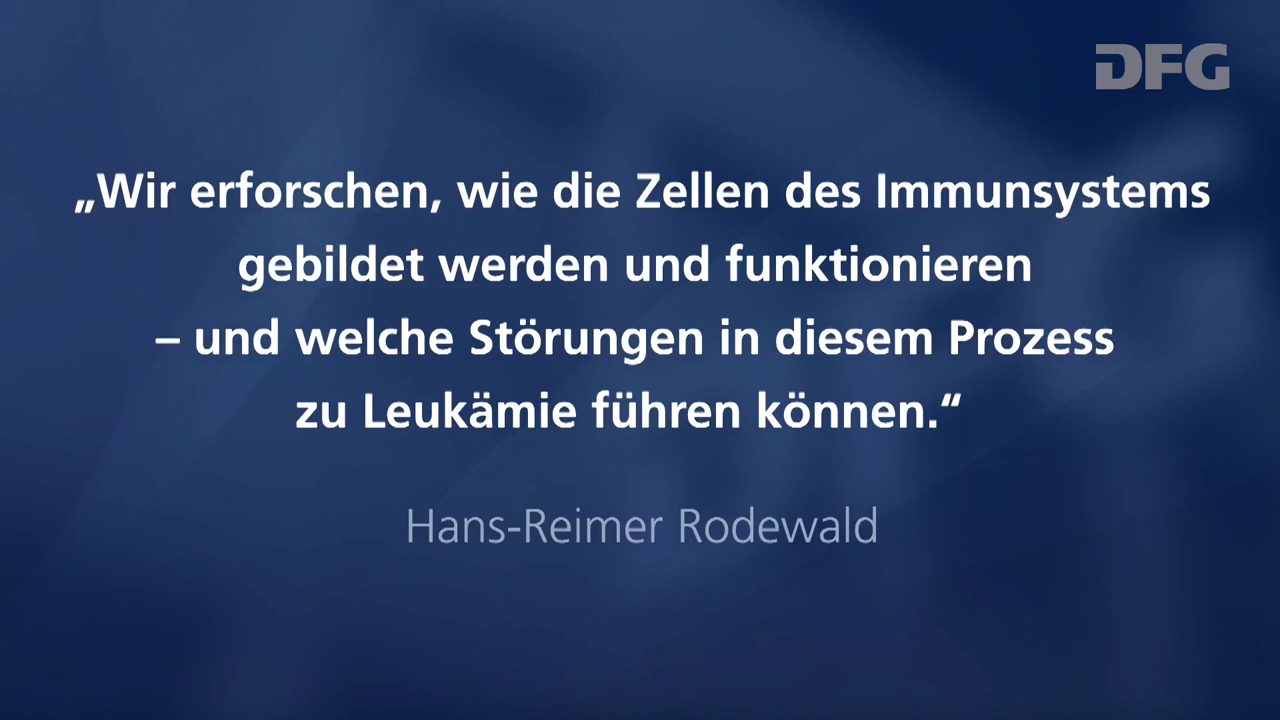 DFG
„Wir erforschen, wie die Zellen des Immunsystems
gebildet werden und funktionieren
– und welche Störungen in diesem Prozess
zu Leukämie führen können.“
Hans-Reimer Rodewald